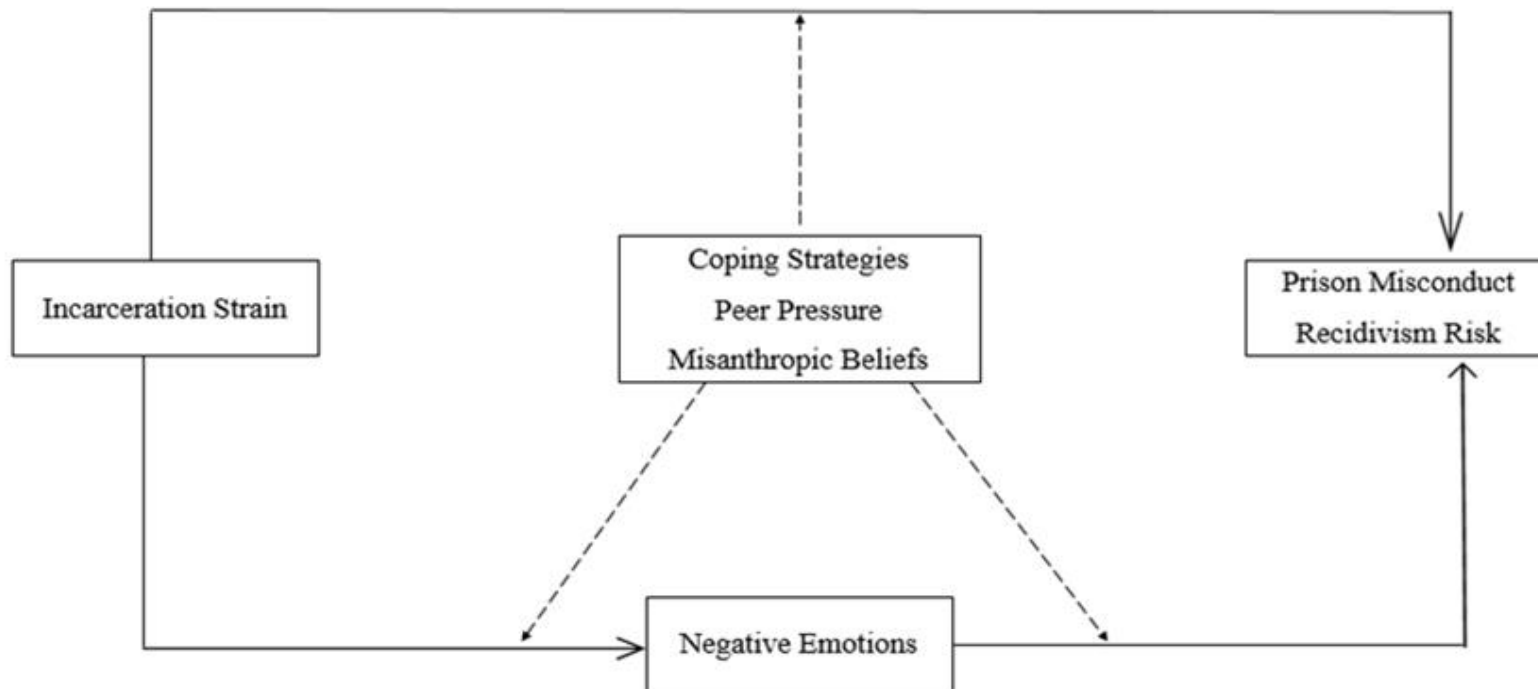 Incarceration Strain
Coping Strategies
Peer Pressure
Misanthropic Beliefs
Prison Misconduct
Recidivism Risk
Negative Emotions